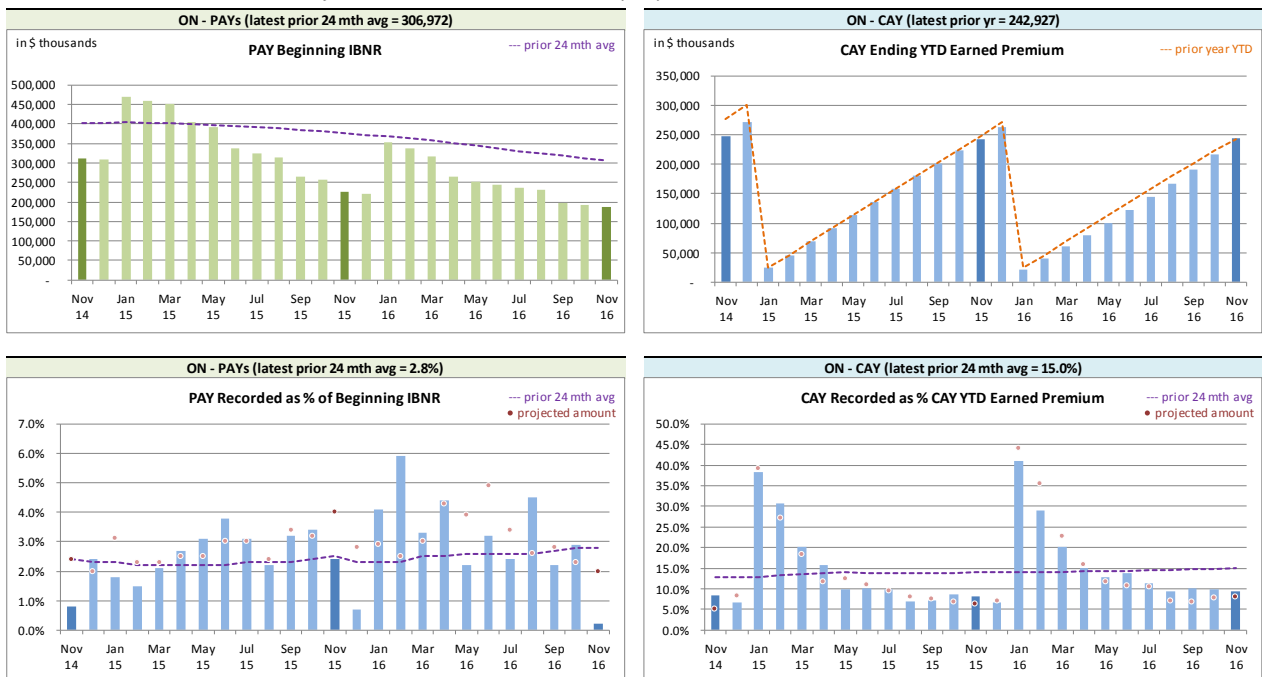 ON - PAYs (latest prior 24 mth avg = 306,972)
in $ thousands
PAY Beginning IBNR
--- prior 24 mth avg
500,000
450,000
400,000
350,000
300,000
250,000
200,000
150,000
100,000
50,000
-
Nov Jan Mar May Jul Sep Nov Jan Mar May Jul Sep Nov
14 15 15 15 15 15 15 16 16 16 16 16 16
ON - CAY (latest prior yr = 242,927)
in $ thousands
CAY Ending YTD Earned Premium
--- prior year YTD
350,000
300,000
250,000
200,000
150,000
100,000
50,000
-
Nov Jan Mar May Jul Sep Nov Jan Mar May Jul Sep Nov
14 15 15 15 15 15 15 16 16 16 16 16 16
ON - PAYs (latest prior 24 mth avg = 2.8%)
PAY Recorded as % of Beginning IBNR
--- prior 24 mth avg
• projected amount
7.0%
6.0%
5.0%
4.0%
3.0%
2.0%
1.0%
0.0%
Nov Jan Mar May Jul Sep Nov Jan Mar May Jul Sep Nov
14 15 15 15 15 15 15 16 16 16 16 16 16
ON - CAY (latest prior 24 mth avg = 15.0%)
CAY Recorded as % CAY YTD Earned Premium
--- prior 24 mth avg
• projected amount
50.0%
45.0%
40.0%
35.0%
30.0%
25.0%
20.0%
15.0%
10.0%
5.0%
0.0%
Nov Jan Mar May Jul Sep Nov Jan Mar May Jul Sep Nov
14 15 15 15 15 15 15 16 16 16 16 16 16